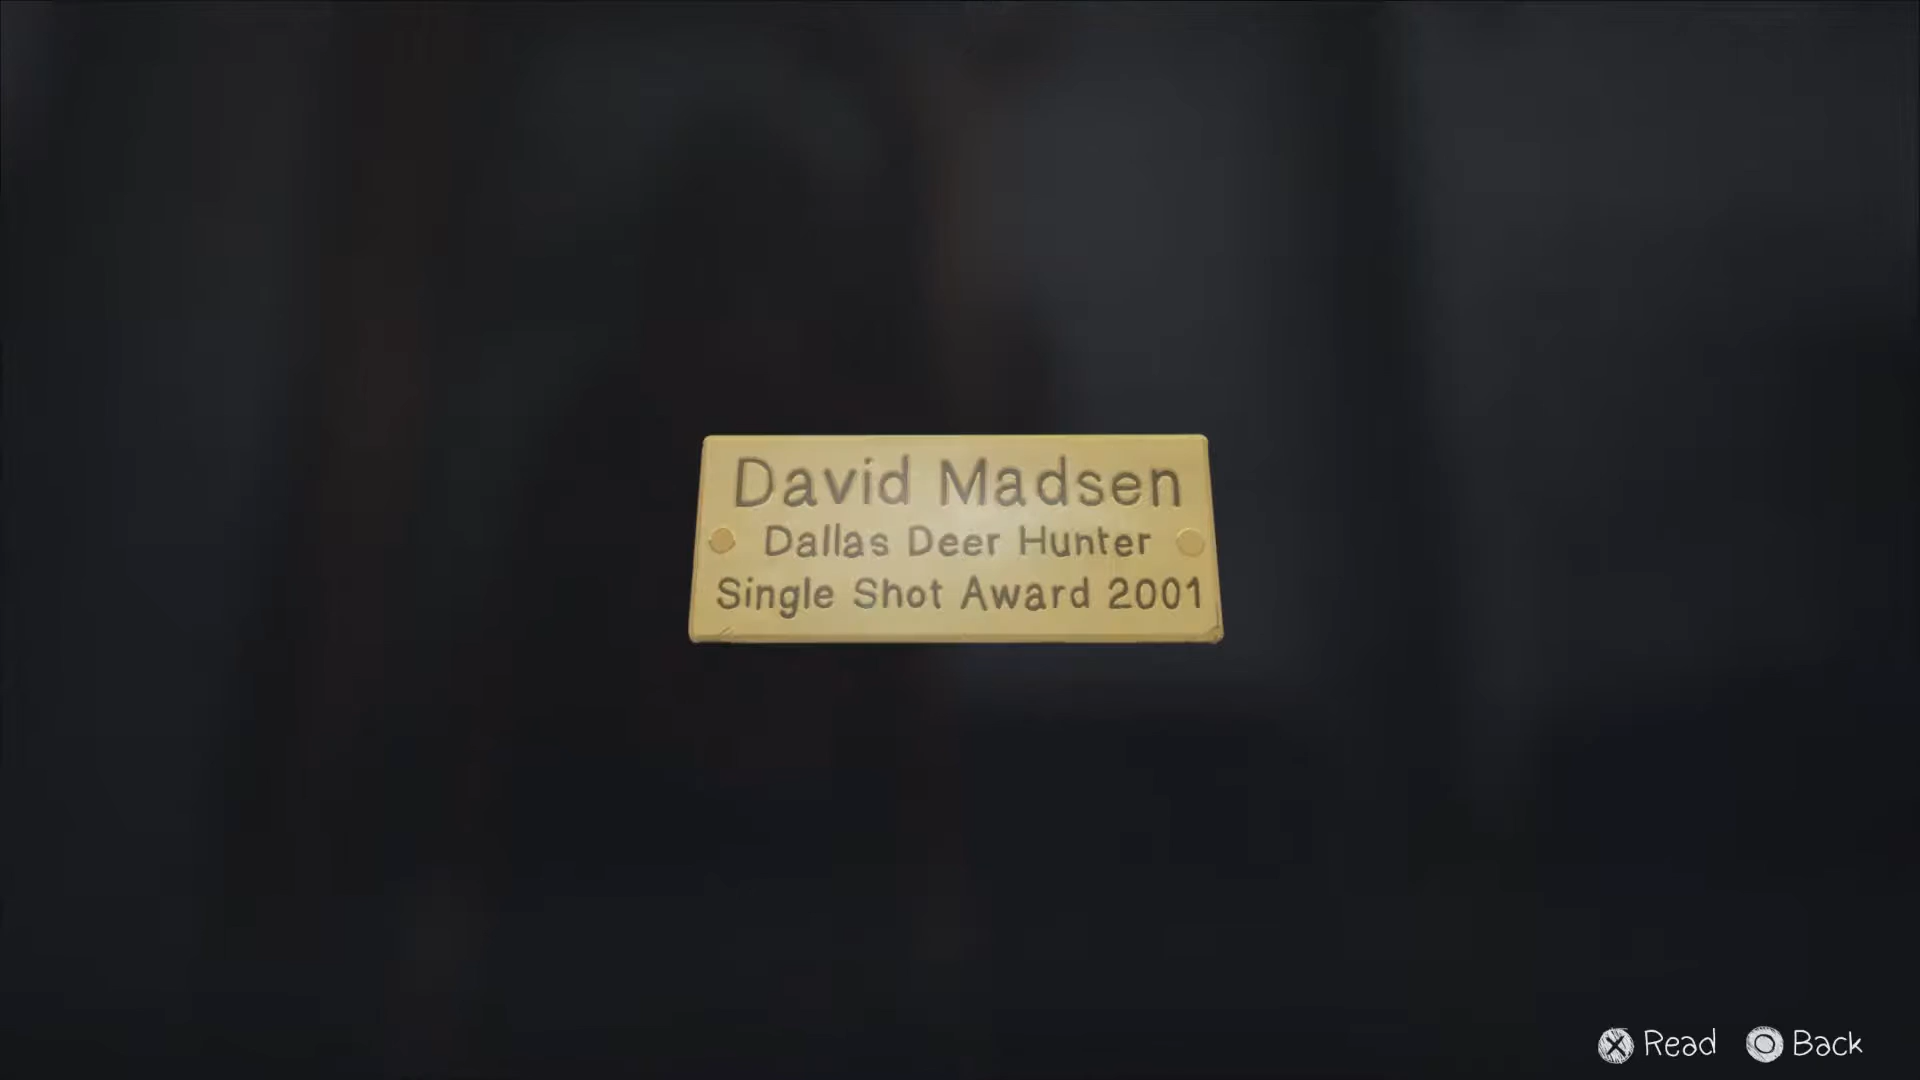 David Madsen
Dallas Deer Hunter
Single Shot Award 2001
Read
Back